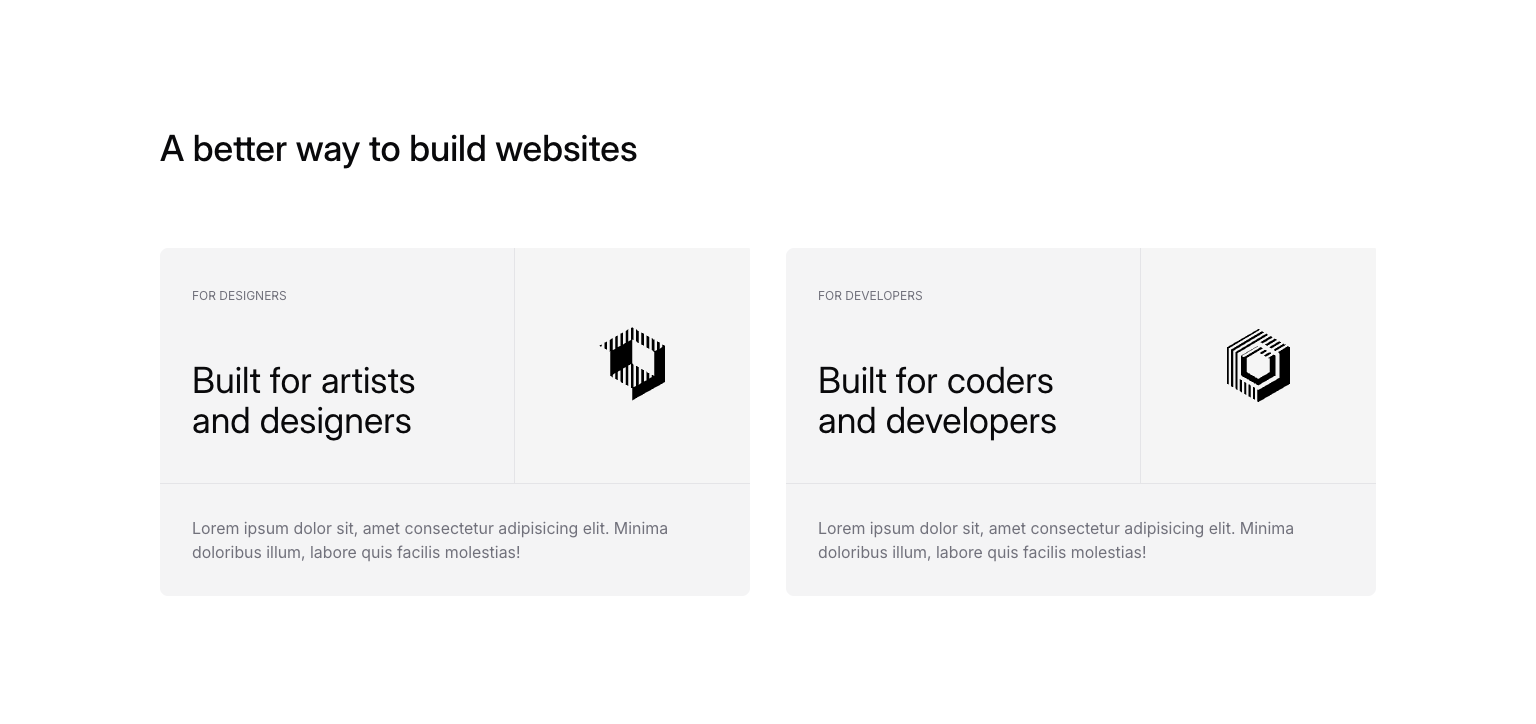 A better way to build websites
FOR DESIGNERS
Built for artists
and designers
Lorem ipsum dolor sit, amet consectetur adipisicing elit. Minima
doloribus illum, labore quis facilis molestias!
FOR DEVELOPERS
Built for coders
and developers
Lorem ipsum dolor sit, amet consectetur adipisicing elit. Minima
doloribus illum, labore quis facilis molestias!